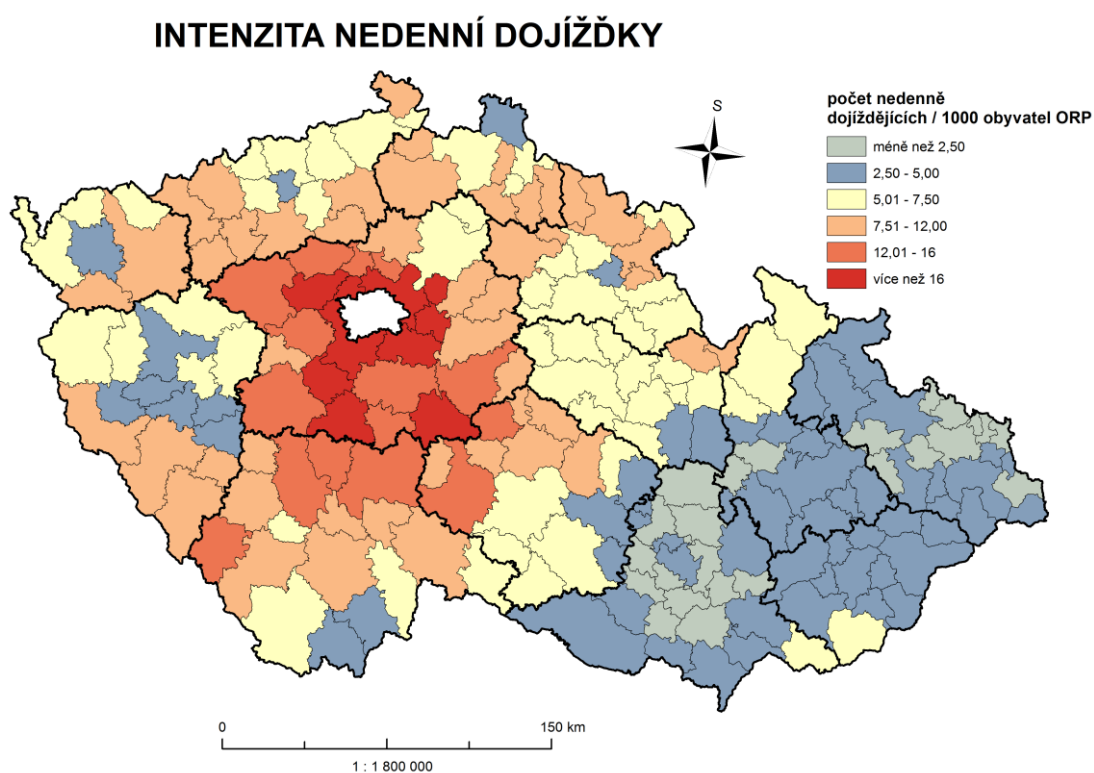 INTENZITA NEDENNÍ DOJÍŽĎKY
S
počet nedenně
dojíždějících / 1000 obyvatel ORP
méně než 2,50
2,50 - 5,00
5,01 - 7,50
7,51 - 12,00
12,01 - 16
více než 16
0
150 km
1 : 1 800 000